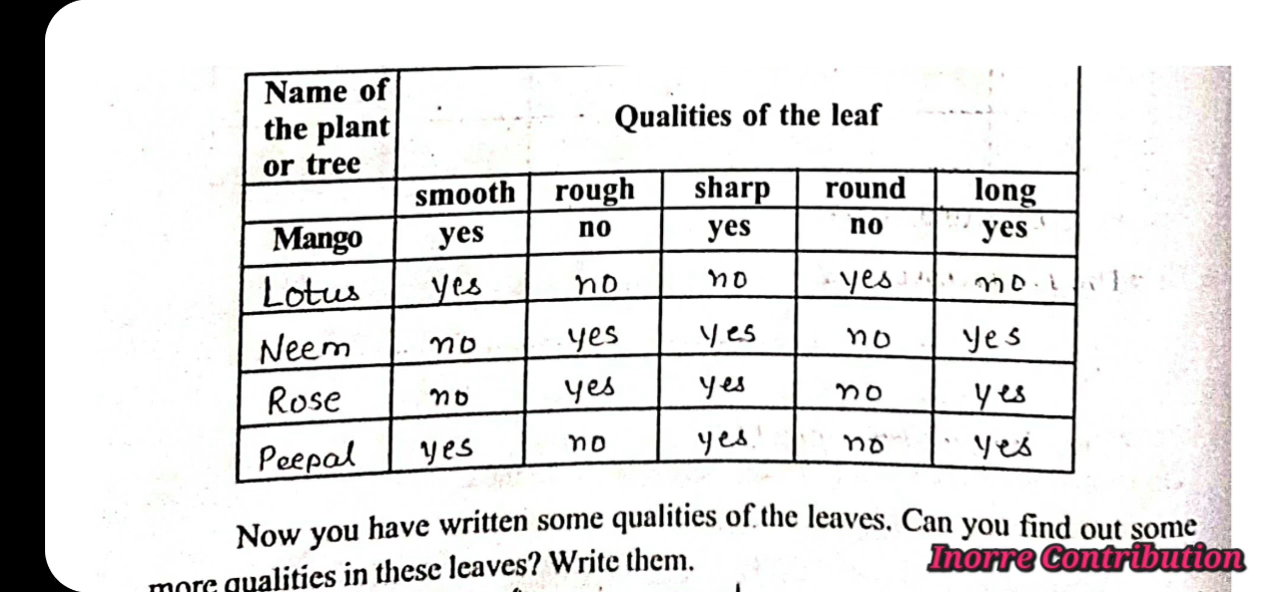 Name of
the plant
or tree
Qualities of the leaf
smooth rough sharp round long
Mango yes no yes no yes
Lotus yes no no yes no
Neem no yes yes no yes
Rose no yes yes no yes
Peepal yes no yes no yes
Now you have written some qualities of the leaves. Can you find out some
more qualities in these leaves? Write them.
Inorre Contribution